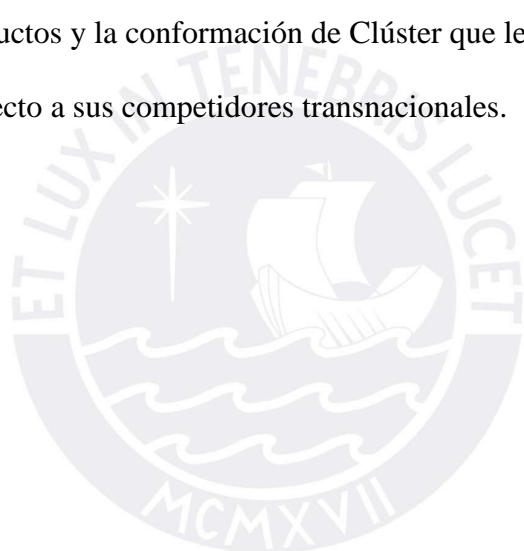 uctos y la conformación de Clúster que le
ecto a sus competidores transnacionales.
ET LUX IN TENEBRIS LUCET
MCMXVII